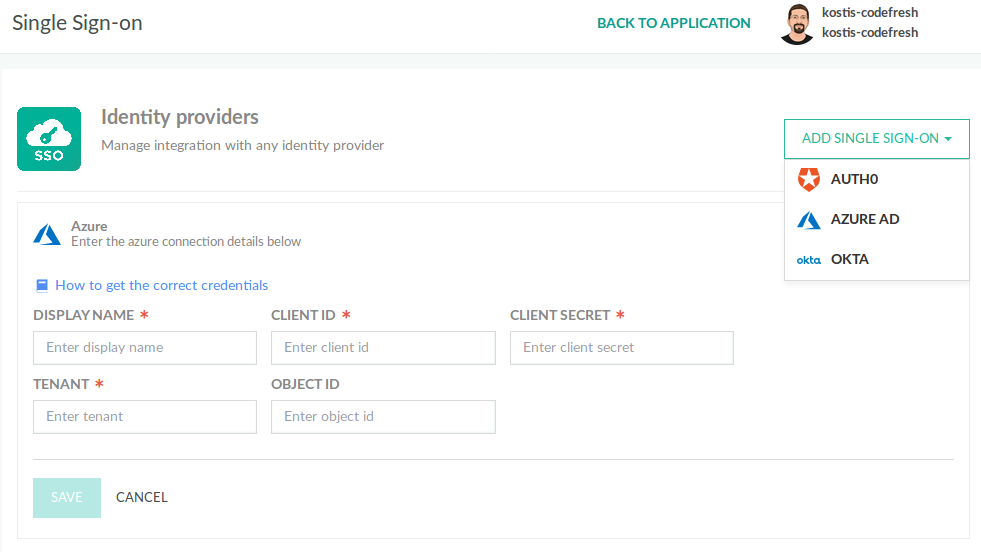 Single Sign-on
BACK TO APPLICATION
kostis-codefresh
kostis-codefresh
SSO
Identity providers
Manage integration with any identity provider
ADD SINGLE SIGN-ON
AUTH0
AZURE AD
okta OKTA
Azure
Enter the azure connection details below
How to get the correct credentials
DISPLAY NAME * CLIENT ID * CLIENT SECRET *
Enter display name Enter client id Enter client secret
TENANT * OBJECT ID
Enter tenant Enter object id
SAVE CANCEL